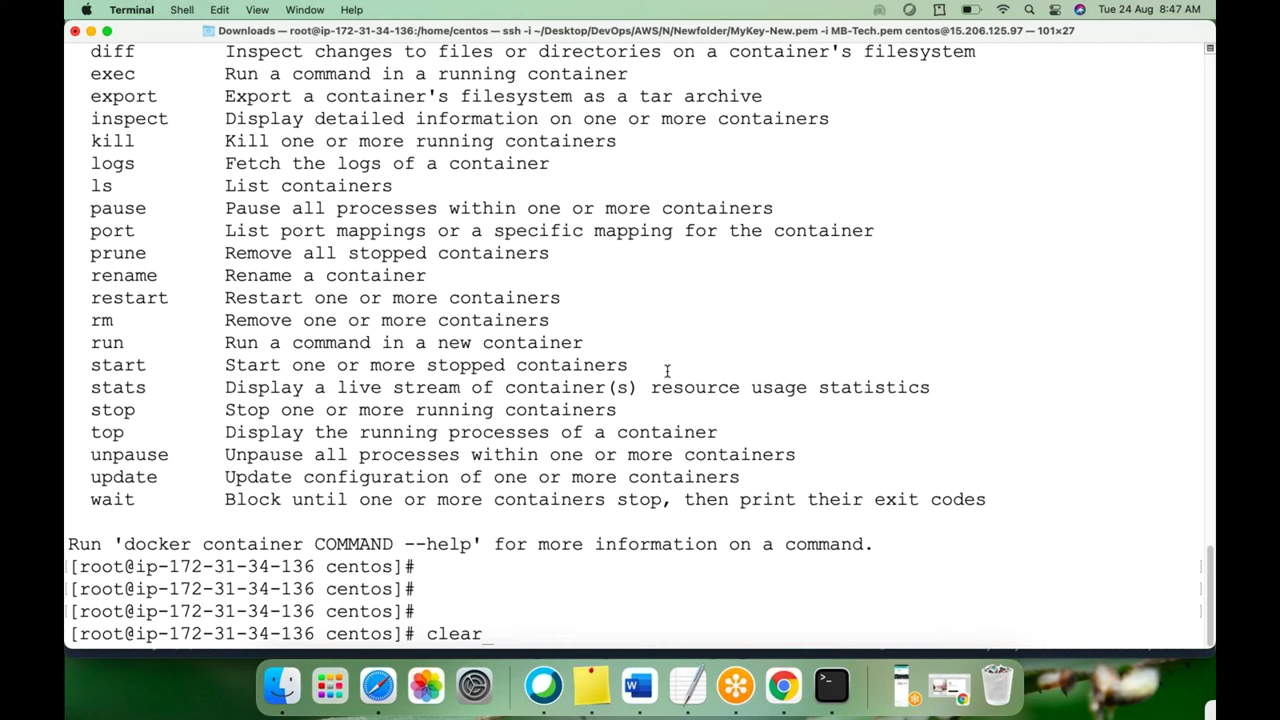 Terminal Shell Edit View Window Help Tue 24 Aug 8:47 AM
Downloads — root@ip-172-31-34-136:/home/centos — ssh -i ~/Desktop/DevOps/AWS/N/Newfolder/MyKey-New.pem -i MB-Tech.pem centos@15.206.125.97 — 101×27
diff Inspect changes to files or directories on a container's filesystem
exec Run a command in a running container
export Export a container's filesystem as a tar archive
inspect Display detailed information on one or more containers
kill Kill one or more running containers
logs Fetch the logs of a container
ls List containers
pause Pause all processes within one or more containers
port List port mappings or a specific mapping for the container
prune Remove all stopped containers
rename Rename a container
restart Restart one or more containers
rm Remove one or more containers
run Run a command in a new container
start Start one or more stopped containers
stats Display a live stream of container(s) resource usage statistics
stop Stop one or more running containers
top Display the running processes of a container
unpause Unpause all processes within one or more containers
update Update configuration of one or more containers
wait Block until one or more containers stop, then print their exit codes
Run 'docker container COMMAND --help' for more information on a command.
[root@ip-172-31-34-136 centos]#
[root@ip-172-31-34-136 centos]#
[root@ip-172-31-34-136 centos]#
[root@ip-172-31-34-136 centos]# clear